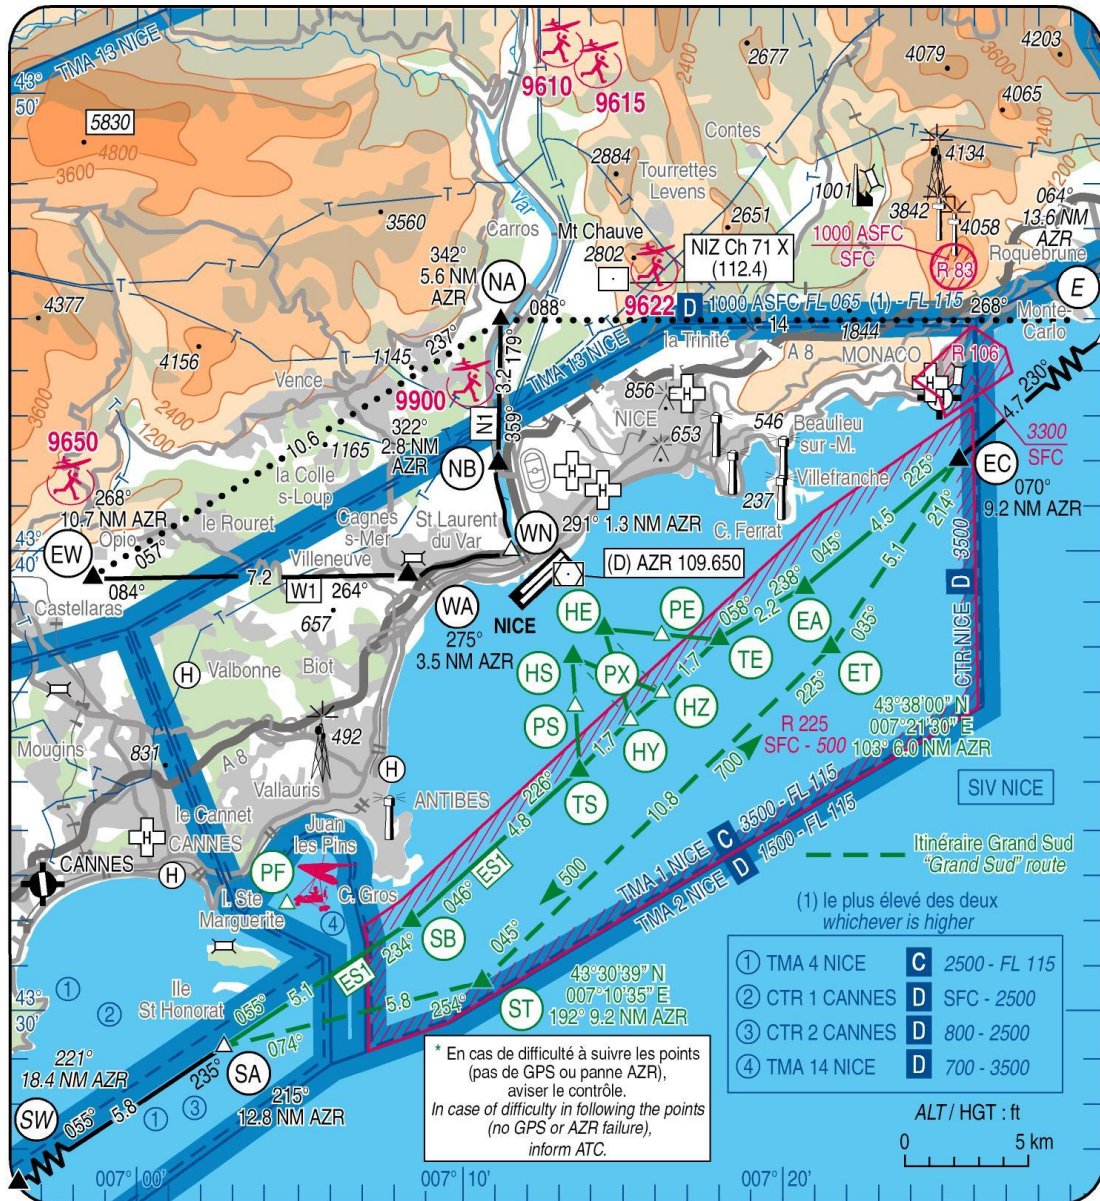 TMA 13 NICE
43°
50'
5830
4800
3600
9610
9615
2400
2677
4079
3600
4203
4065
2400
1200
Contes
4134
1001
3842
4058
064°
13.6 NM
AZR
2884
Tourrettes
Levens
Var
3560
Carros
2651
Mt Chauve
2802
NIZ Ch 71 X
(112.4)
1000 ASFC
SFC
R 83
Roquebrune
342°
5.6 NM
AZR
NA
9622
D
1000 ASFC FL 065 (1) - FL 115
268°
E
Monte-
Carlo
4377
088°
14
1844
la Trinité
A 8
MONACO
R 106
4156
237°
1145
3.2
179°
TMA 13 NICE
Vence
9900
856
NICE
3600
2400
1200
10.6
1165
322°
2.8 NM
AZR
N1
359°
653
546
Beaulieu
sur -M.
4.7
230°
3300
SFC
9650
la Colle
s-Loup
NB
Villefranche
225°
EC
268°
10.7 NM AZR
Opio
le Rouret
Cagnes
s-Mer
St Laurent
du Var
WN
291° 1.3 NM AZR
237
C. Ferrat
070°
9.2 NM AZR
214°
4.5
43°
40'
EW
057°
Villeneuve
(D) AZR 109.650
045°
5.1
3500
084°
7.2
W1
264°
Castellaras
WA
NICE
HE
PE
238°
2.2
058°
EA
D
657
275°
3.5 NM AZR
035°
CTR NICE
H
Valbonne
Biot
HS
PX
1.7
TE
ET
225°
PS
HZ
43°38'00" N
007°21'30" E
103° 6.0 NM AZR
Mougins
831
A 8
492
HY
1.7
R 225
SFC - 500
H
226°
TS
700
Vallauris
ANTIBES
4.8
10.8
SIV NICE
le Cannet
CANNES
Juan
les Pins
3500 - FL 115
C
TMA 1 NICE
1500 - FL 115
D
TMA 2 NICE
Itinéraire Grand Sud
"Grand Sud" route
CANNES
H
PF
ES1
500
I. Ste
Marguerite
C. Gros
4
046°
SB
045°
(1) le plus élevé des deux
whichever is higher
234°
1
2
Ile
St Honorat
ES1
5.1
055°
5.8
254°
ST
43°30'39" N
007°10'35" E
192° 9.2 NM AZR
1 TMA 4 NICE C 2500 - FL 115
2 CTR 1 CANNES D SFC - 2500
3 CTR 2 CANNES D 800 - 2500
4 TMA 14 NICE D 700 - 3500
43°
30'
074°
221°
18.4 NM AZR
235°
SA
215°
12.8 NM AZR
SW
055°
5.8
1
3
* En cas de difficulté à suivre les points
(pas de GPS ou panne AZR),
aviser le contrôle.
In case of difficulty in following the points
(no GPS or AZR failure),
inform ATC.
ALT / HGT : ft
0 5 km
007° 00'
007° 10'
007° 20'